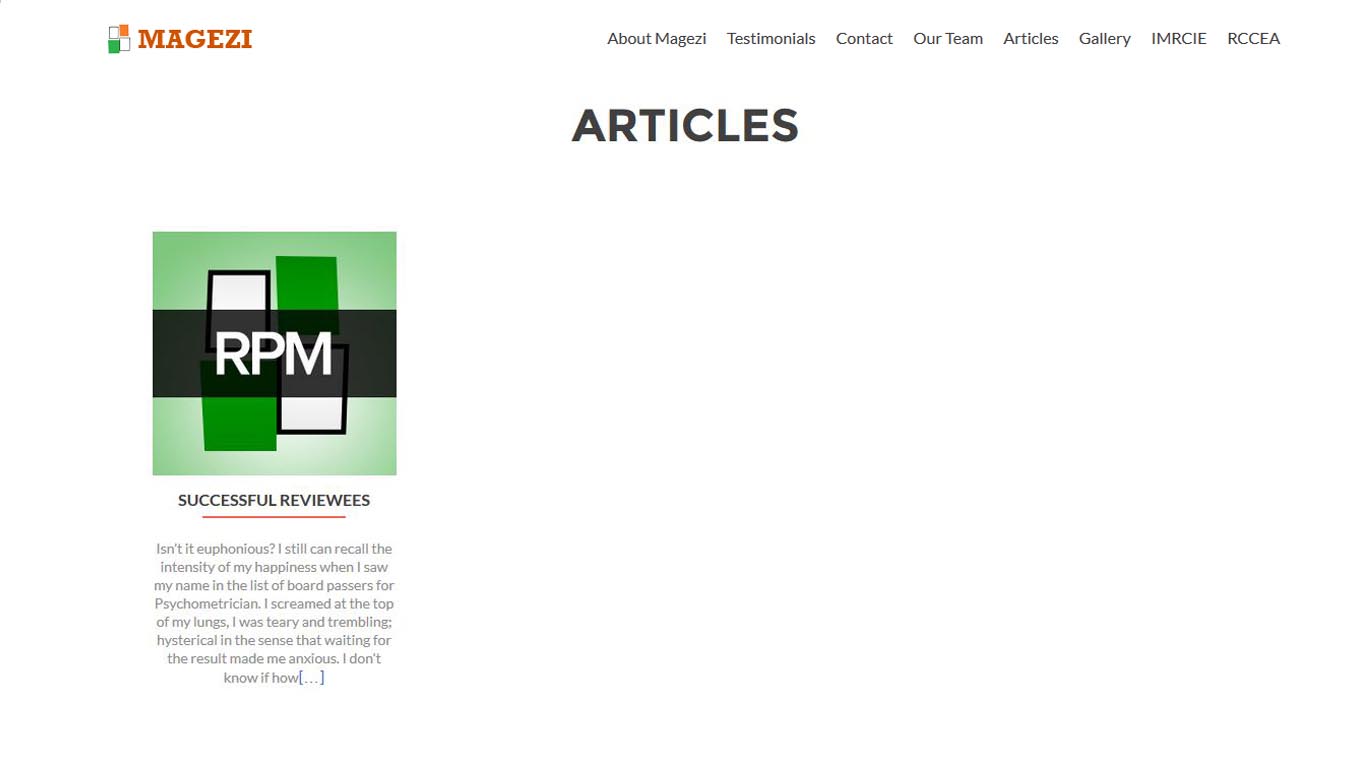 MAGEZI
About Magezi Testimonials Contact Our Team Articles Gallery IMRCIE RCCEA
ARTICLES
RPM
SUCCESSFUL REVIEWEES
Isn't it euphonious? I still can recall the
intensity of my happiness when I saw
my name in the list of board passers for
Psychometrician. I screamed at the top
of my lungs, I was teary and trembling;
hysterical in the sense that waiting for
the result made me anxious. I don't
know if how[…]